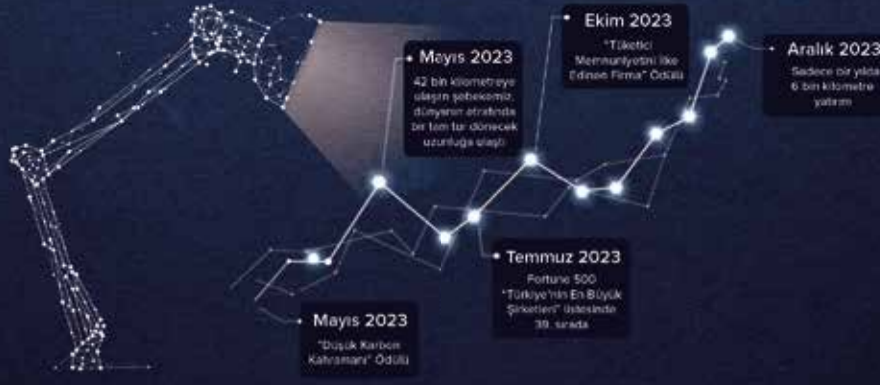 Mayıs 2023
42 bin kilometreye
ulaşan şebekemiz,
dünyanın etrafında
bir tam tur dönecek
uzunluğa ulaştı
Ekim 2023
"Tüketici
Memnuniyetini İlke
Edinen Firma" Ödülü
Aralık 2023
Sadece bir yılda
6 bin kilometre
yatırım
Temmuz 2023
Fortune 500
"Türkiye'nin En Büyük
Şirketleri" listesinde
39. sırada
Mayıs 2023
"Düşük Karbon
Kahramanı" Ödülü